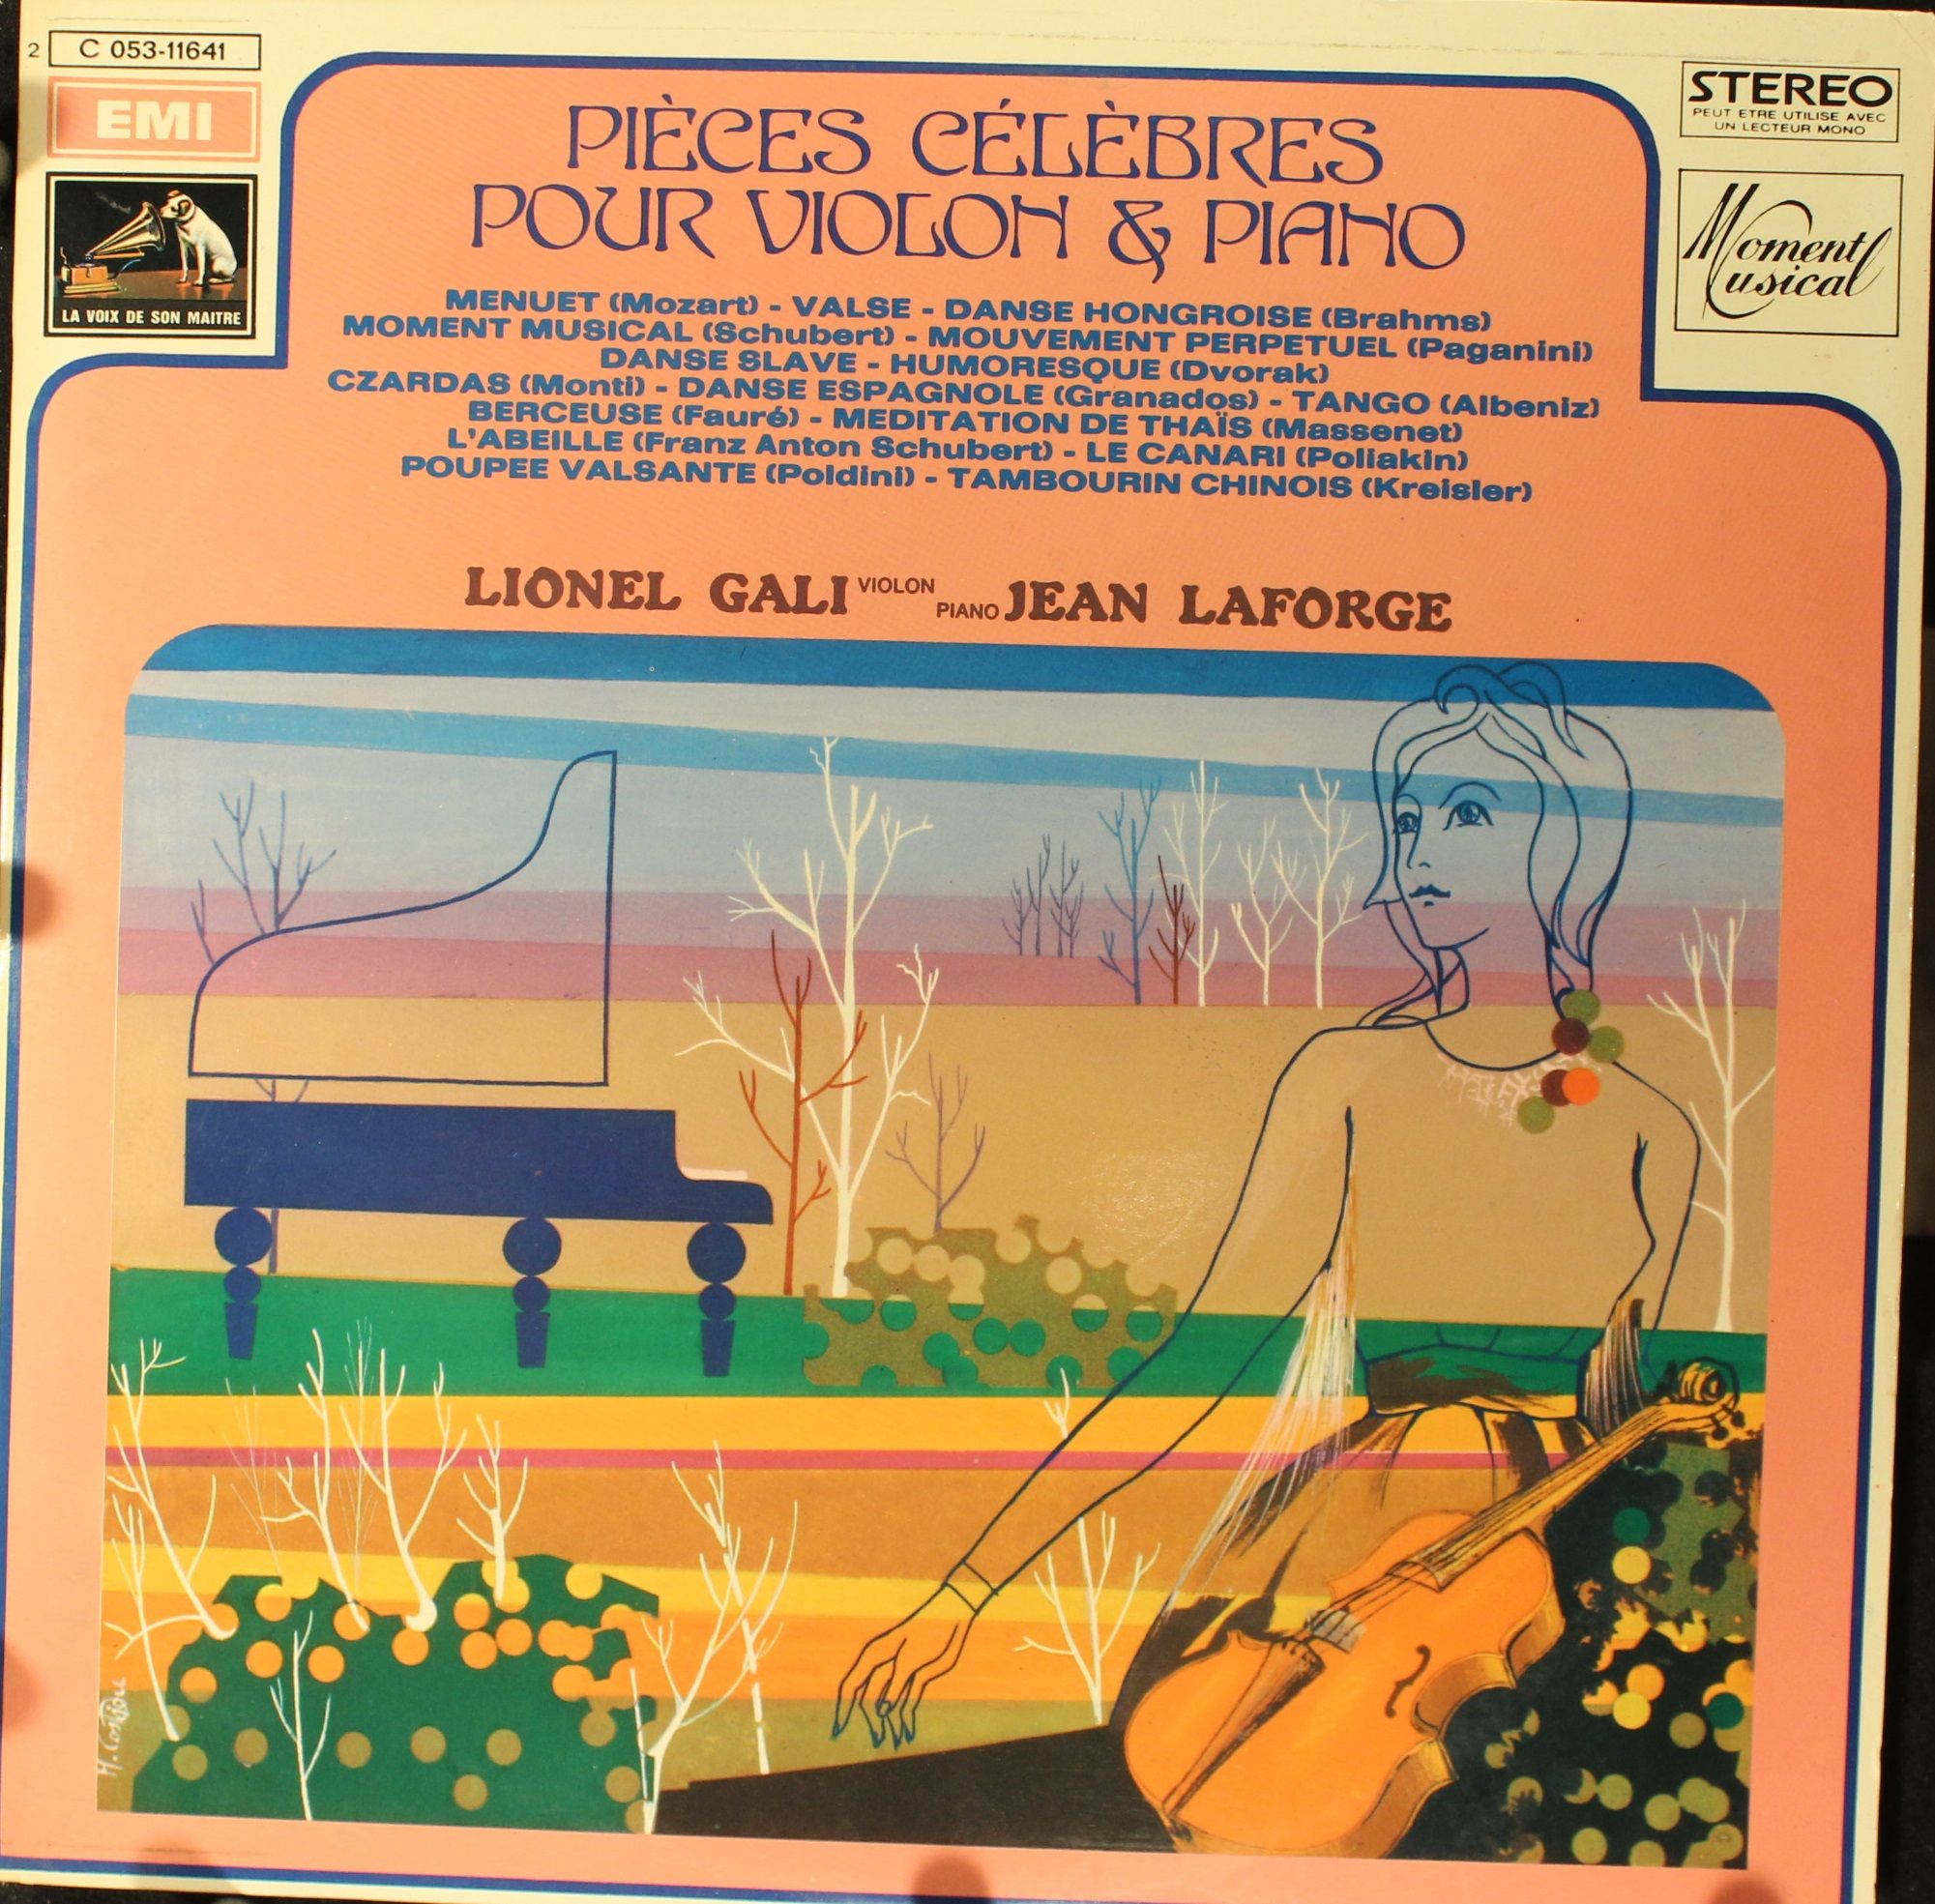 2 C 053-11641
EMI
LA VOIX DE SON MAITRE
STEREO
PEUT ETRE UTILISE AVEC
UN LECTEUR MONO
Moment
Musical
PIÈCES CÉLÈBRES
POUR VIOLON & PIANO
MENUET (Mozart) - VALSE - DANSE HONGROISE (Brahms)
MOMENT MUSICAL (Schubert) - MOUVEMENT PERPETUEL (Paganini)
DANSE SLAVE - HUMORESQUE (Dvorak)
CZARDAS (Monti) - DANSE ESPAGNOLE (Granados) - TANGO (Albeniz)
BERCEUSE (Fauré) - MEDITATION DE THAÏS (Massenet)
L'ABEILLE (Franz Anton Schubert) - LE CANARI (Poliakin)
POUPEE VALSANTE (Poldini) - TAMBOURIN CHINOIS (Kreisler)
LIONEL GALI VIOLON PIANO JEAN LAFORGE